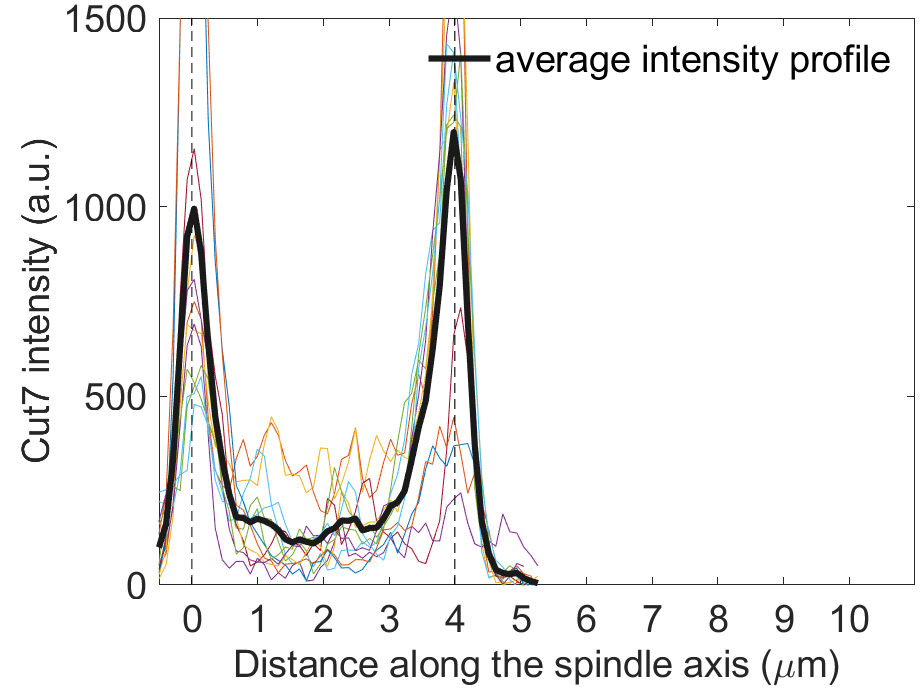 1500
average intensity profile
1000
500
0
Cut7 intensity (a.u.)
0 1 2 3 4 5 6 7 8 9 10
Distance along the spindle axis (μm)